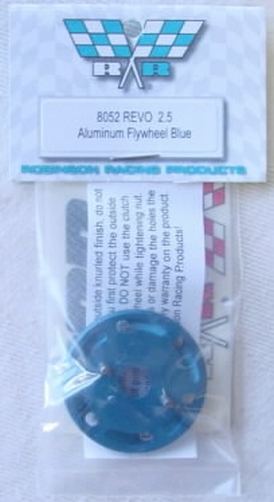 R R
8052 REVO 2.5
Aluminum Flywheel Blue
ROBINSON RACING PRODUCTS
outside knurled finish, do not
u first protect the outside
DO NOT use the clutch
heel while tightening nut.
s or damage the holes the
y warranty on the product.
on Racing Products!
R